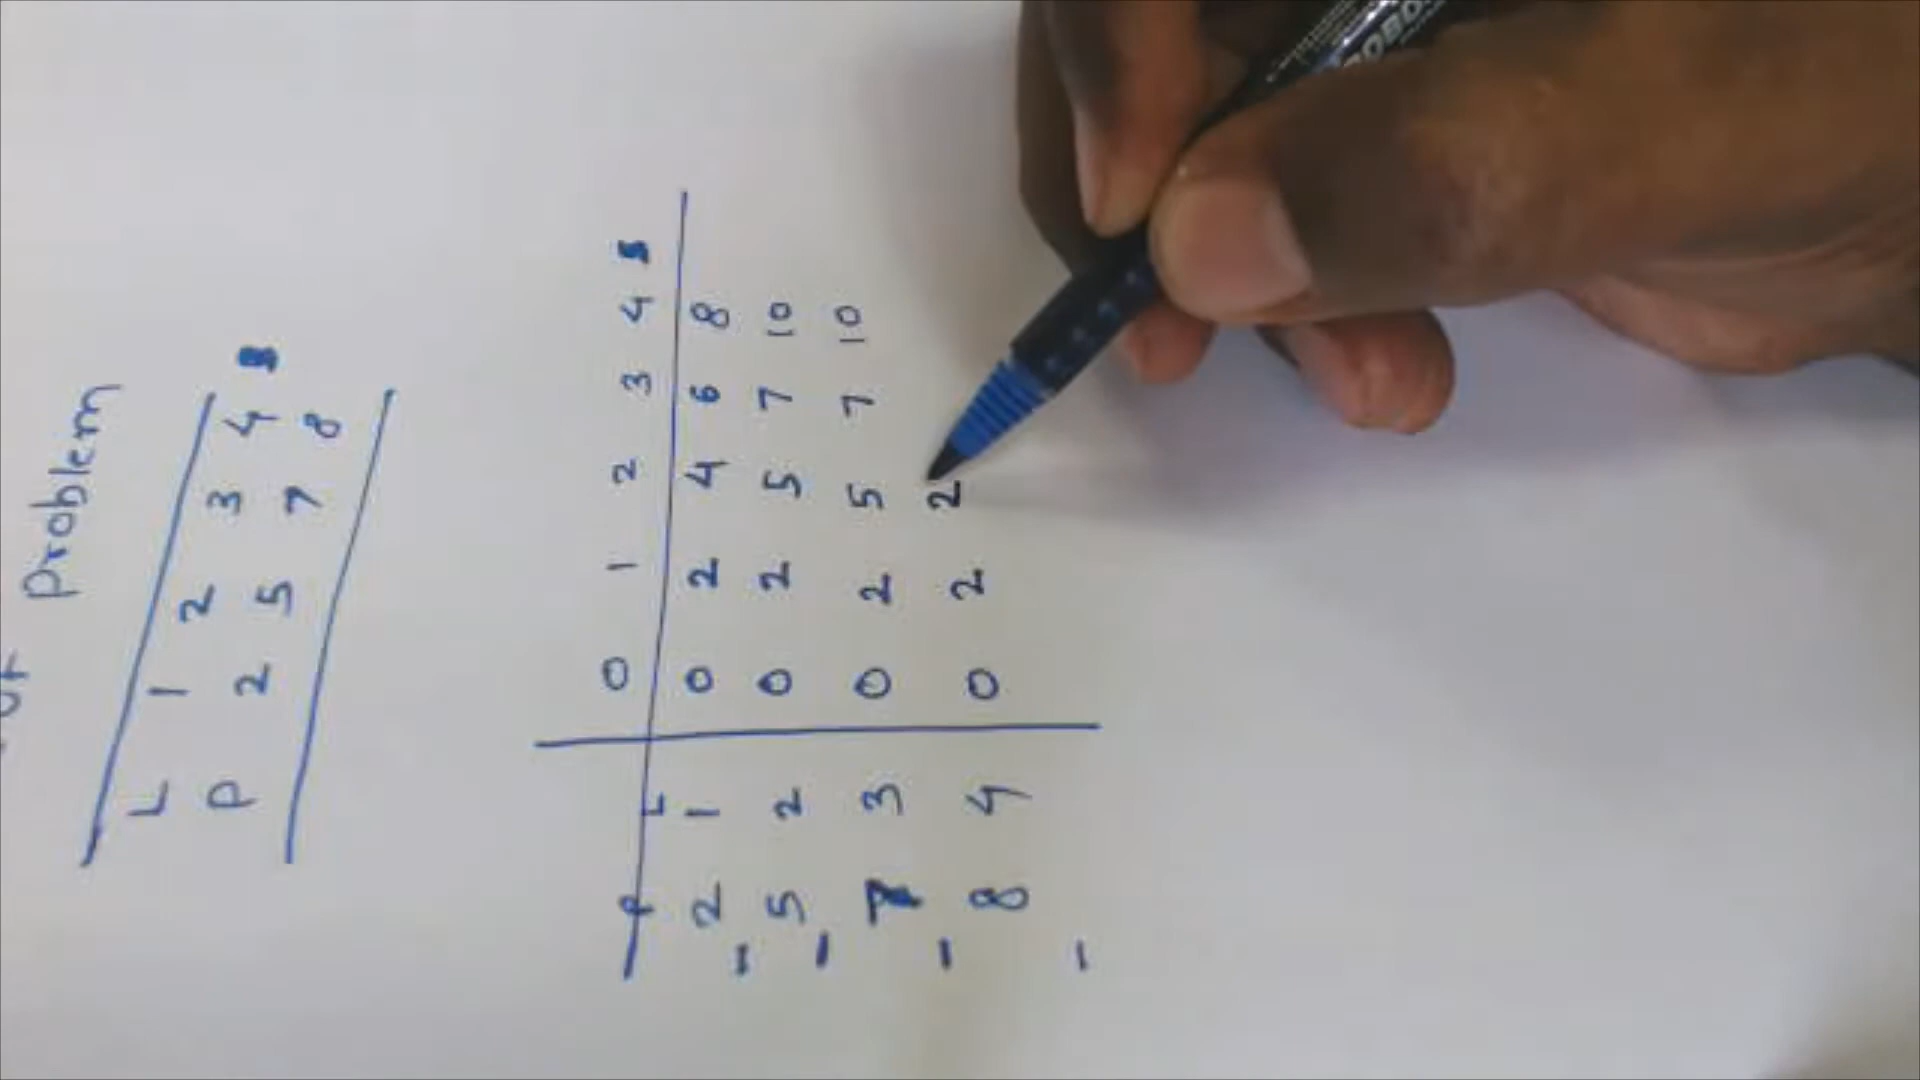 problem
L 1 2 3 4
P 2 5 7 8
0 1 2 3 4 5
P L
2 1 0 2 4 6 8
5 2 0 2 5 7 10
7 3 0 2 5 7 10
8 4 0 2 2